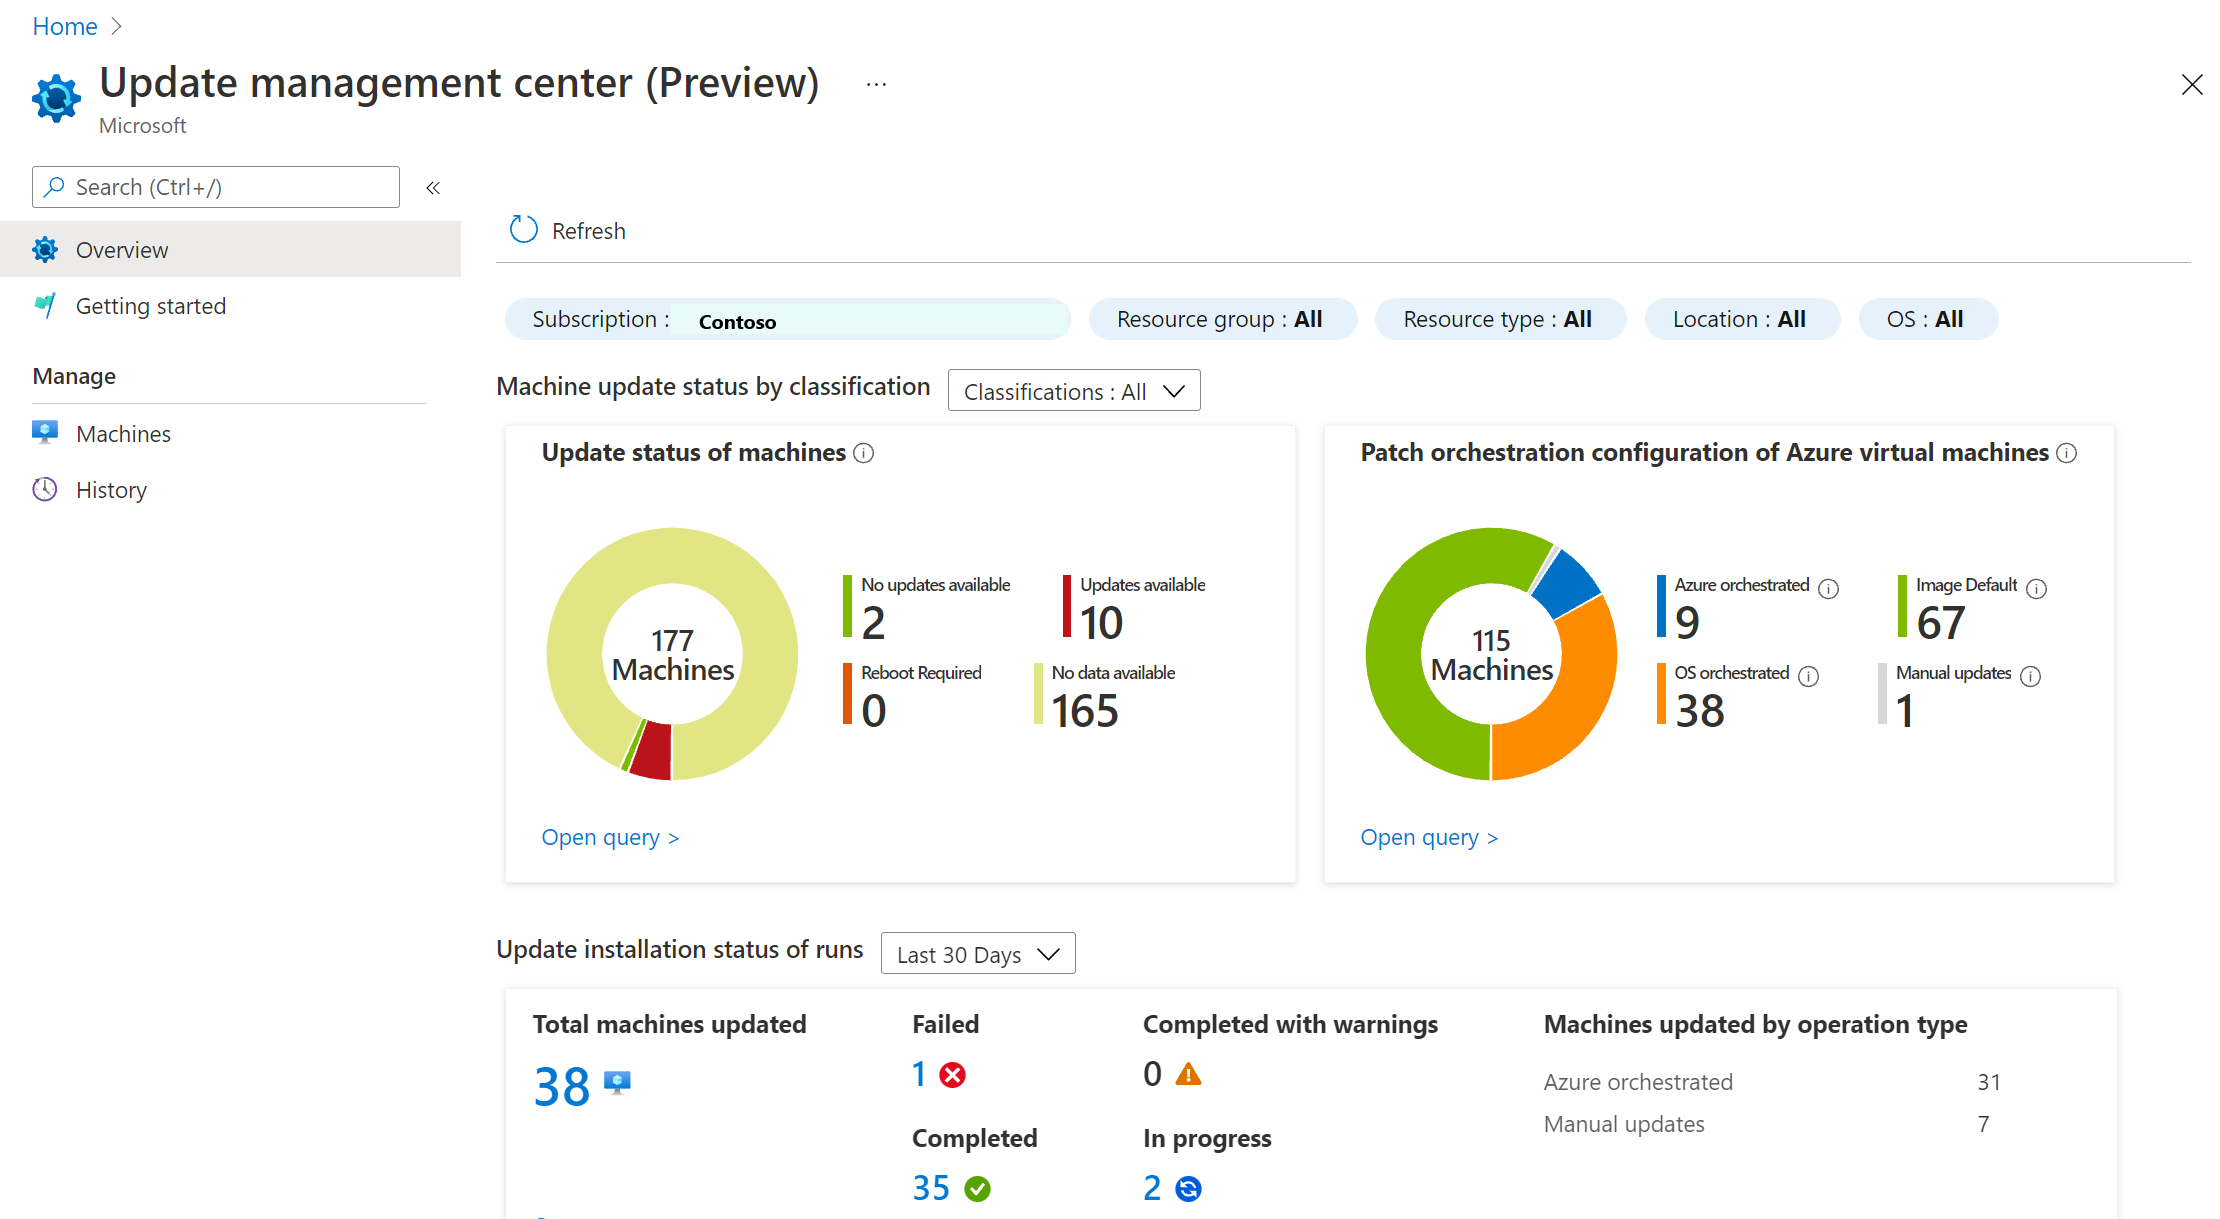 Home
Update management center (Preview) ...
Microsoft
Search (Ctrl+/)
Refresh
Overview
Getting started
Manage
Machines
History
Subscription : Contoso
Resource group : All
Resource type : All
Location : All
OS : All
Machine update status by classification
Classifications : All
Update status of machines
177
Machines
No updates available
2
Updates available
10
Reboot Required
0
No data available
165
Open query >
Patch orchestration configuration of Azure virtual machines
115
Machines
Azure orchestrated
9
Image Default
67
OS orchestrated
38
Manual updates
1
Open query >
Update installation status of runs
Last 30 Days
Total machines updated
38
Failed
1
Completed with warnings
0
Completed
35
In progress
2
Machines updated by operation type
Azure orchestrated 31
Manual updates 7